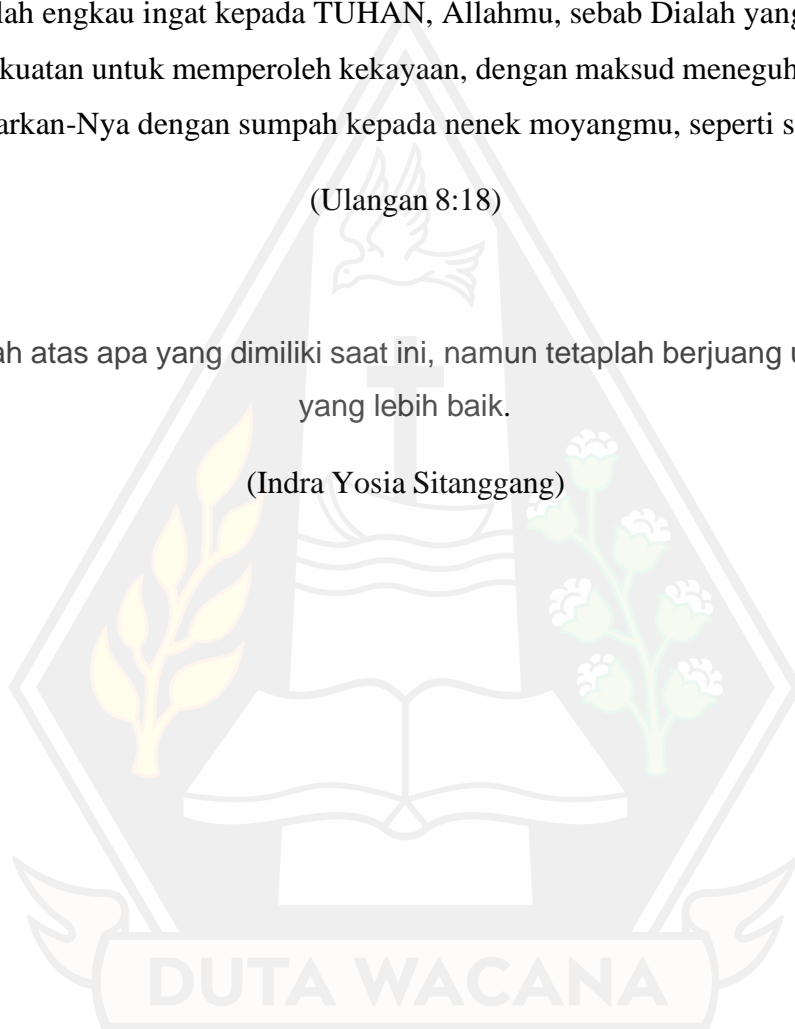 lah engkau ingat kepada TUHAN, Allahmu, sebab Dialah yang
kuatan untuk memperoleh kekayaan, dengan maksud meneguh
arkan-Nya dengan sumpah kepada nenek moyangmu, seperti s
(Ulangan 8:18)
ah atas apa yang dimiliki saat ini, namun tetaplah berjuang u
yang lebih baik.
(Indra Yosia Sitanggang)
DUTA WACANA